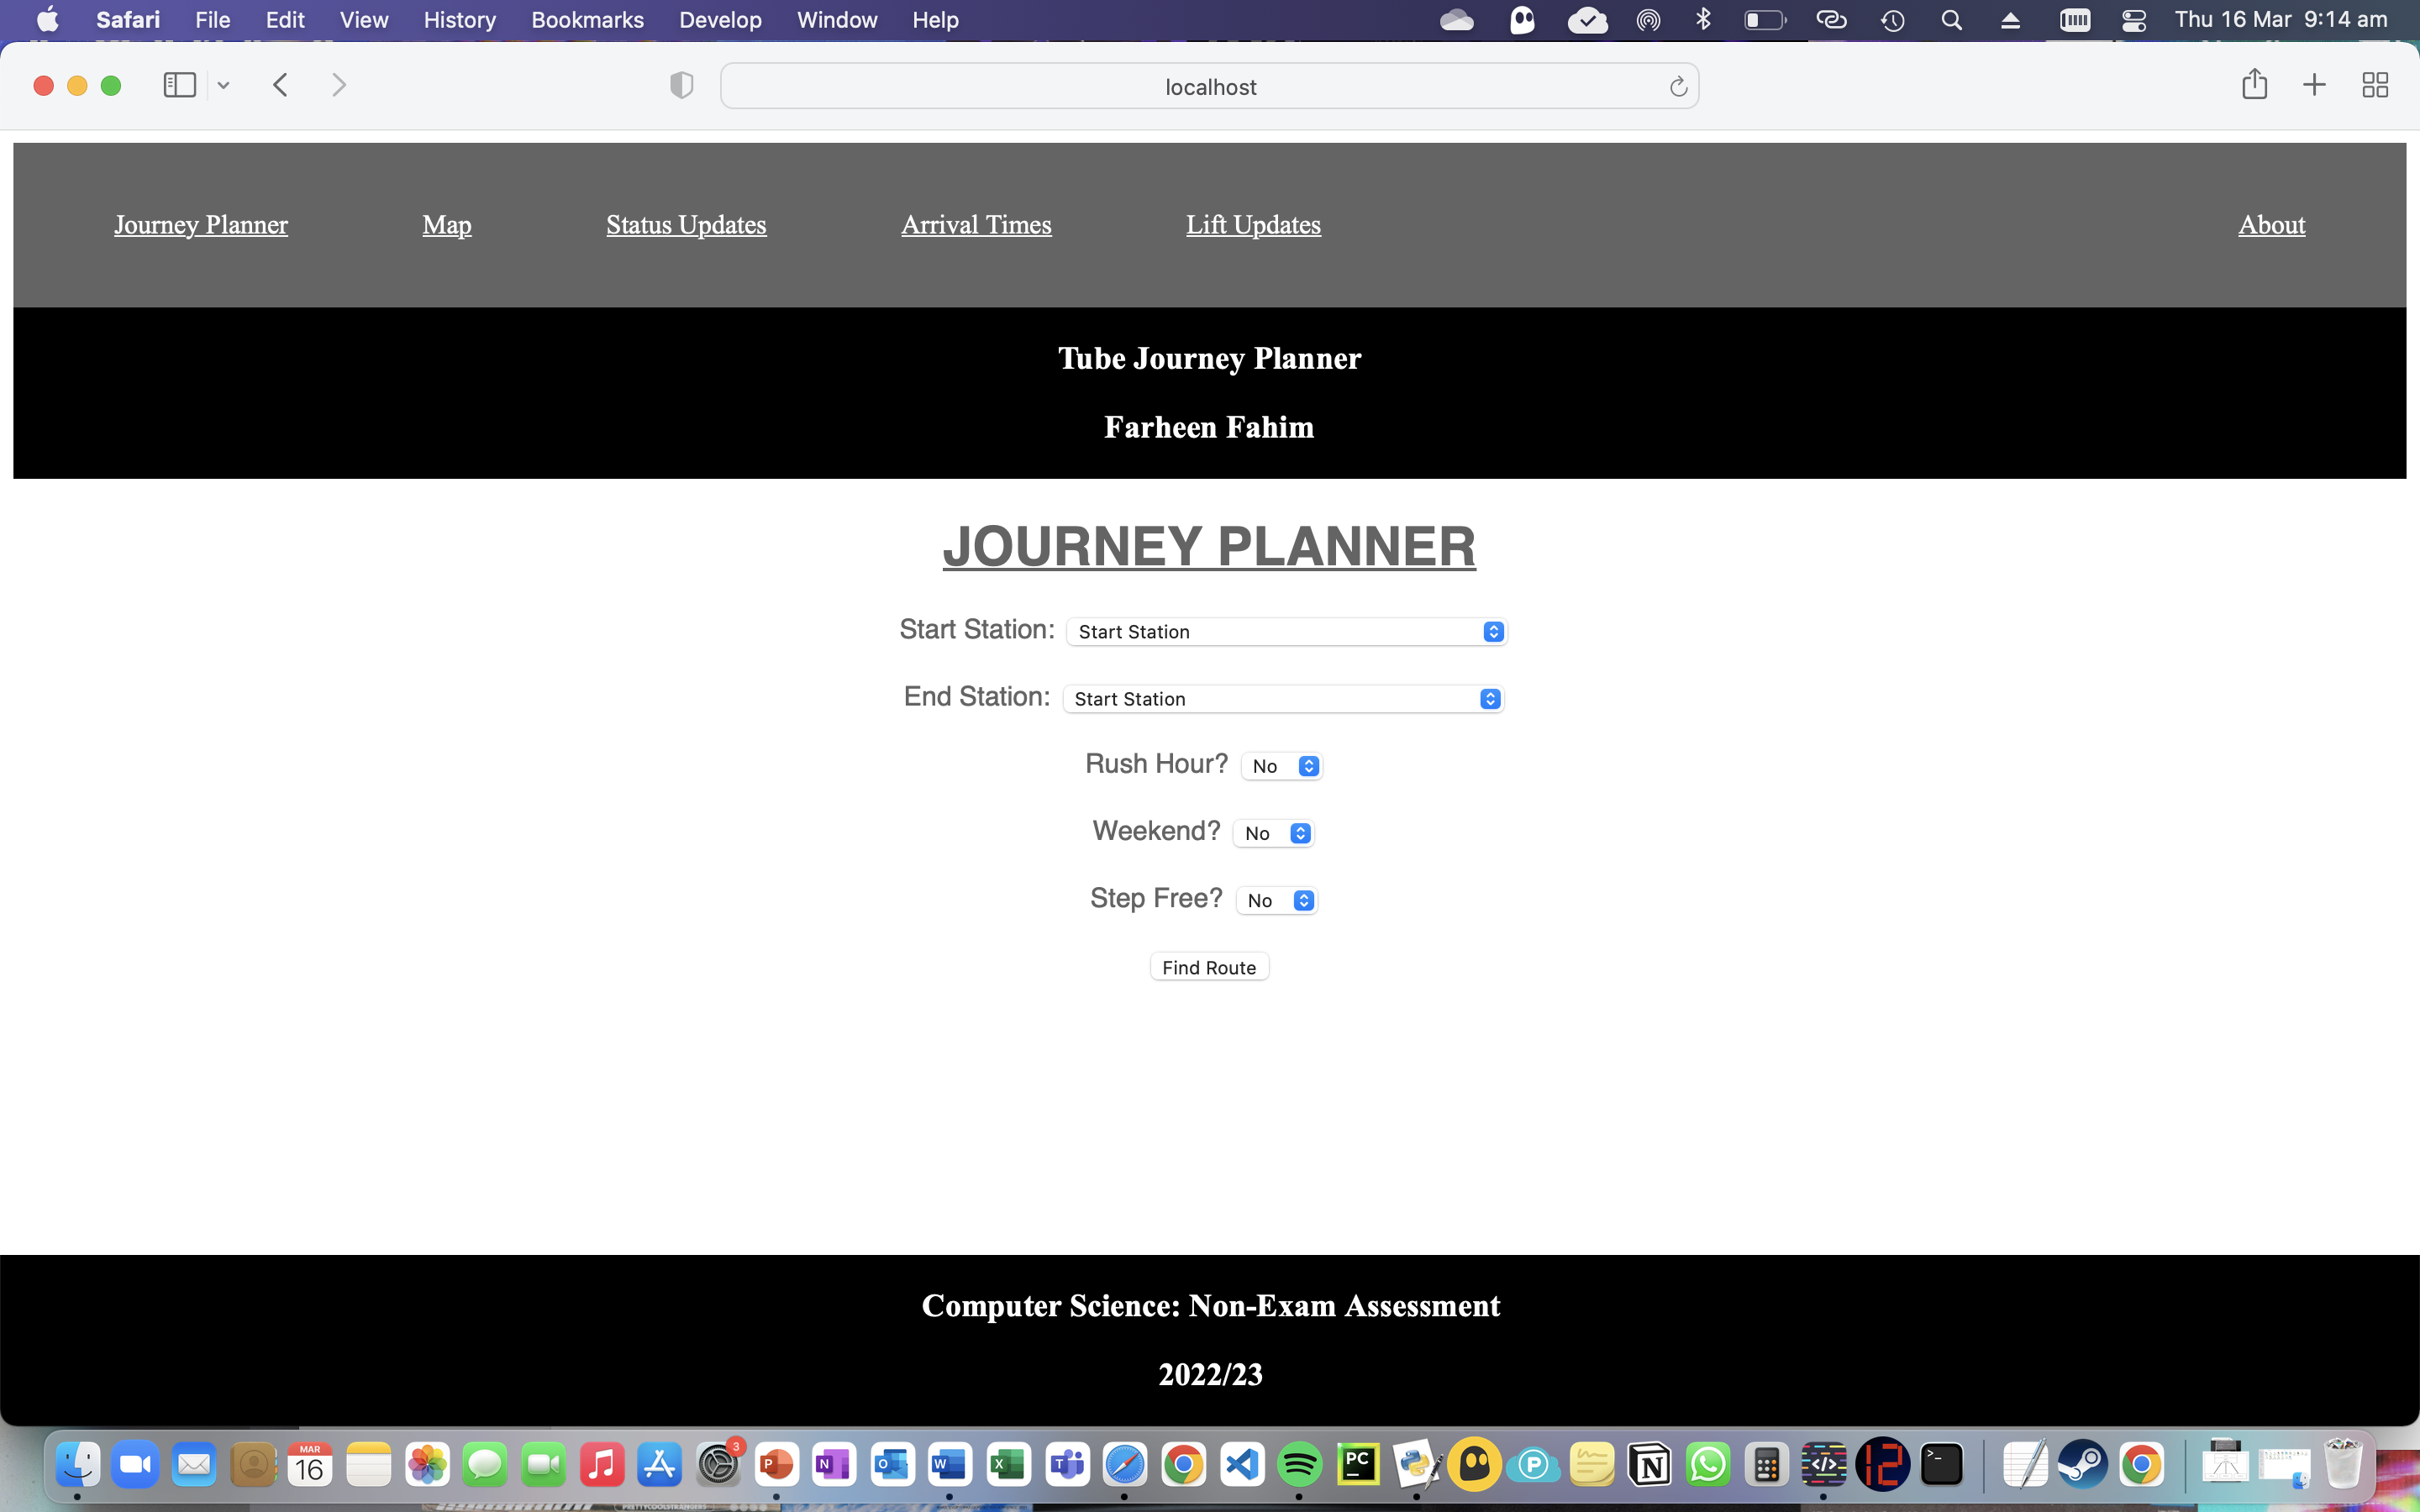 Safari File Edit View History Bookmarks Develop Window Help Thu 16 Mar 9:14 am
localhost
Journey Planner Map Status Updates Arrival Times Lift Updates About
Tube Journey Planner
Farheen Fahim
JOURNEY PLANNER
Start Station: Start Station
End Station: Start Station
Rush Hour? No
Weekend? No
Step Free? No
Find Route
Computer Science: Non-Exam Assessment
2022/23
MAR
16
3
P
N
O
W
X
T
PC
P
N
</>
12
>_